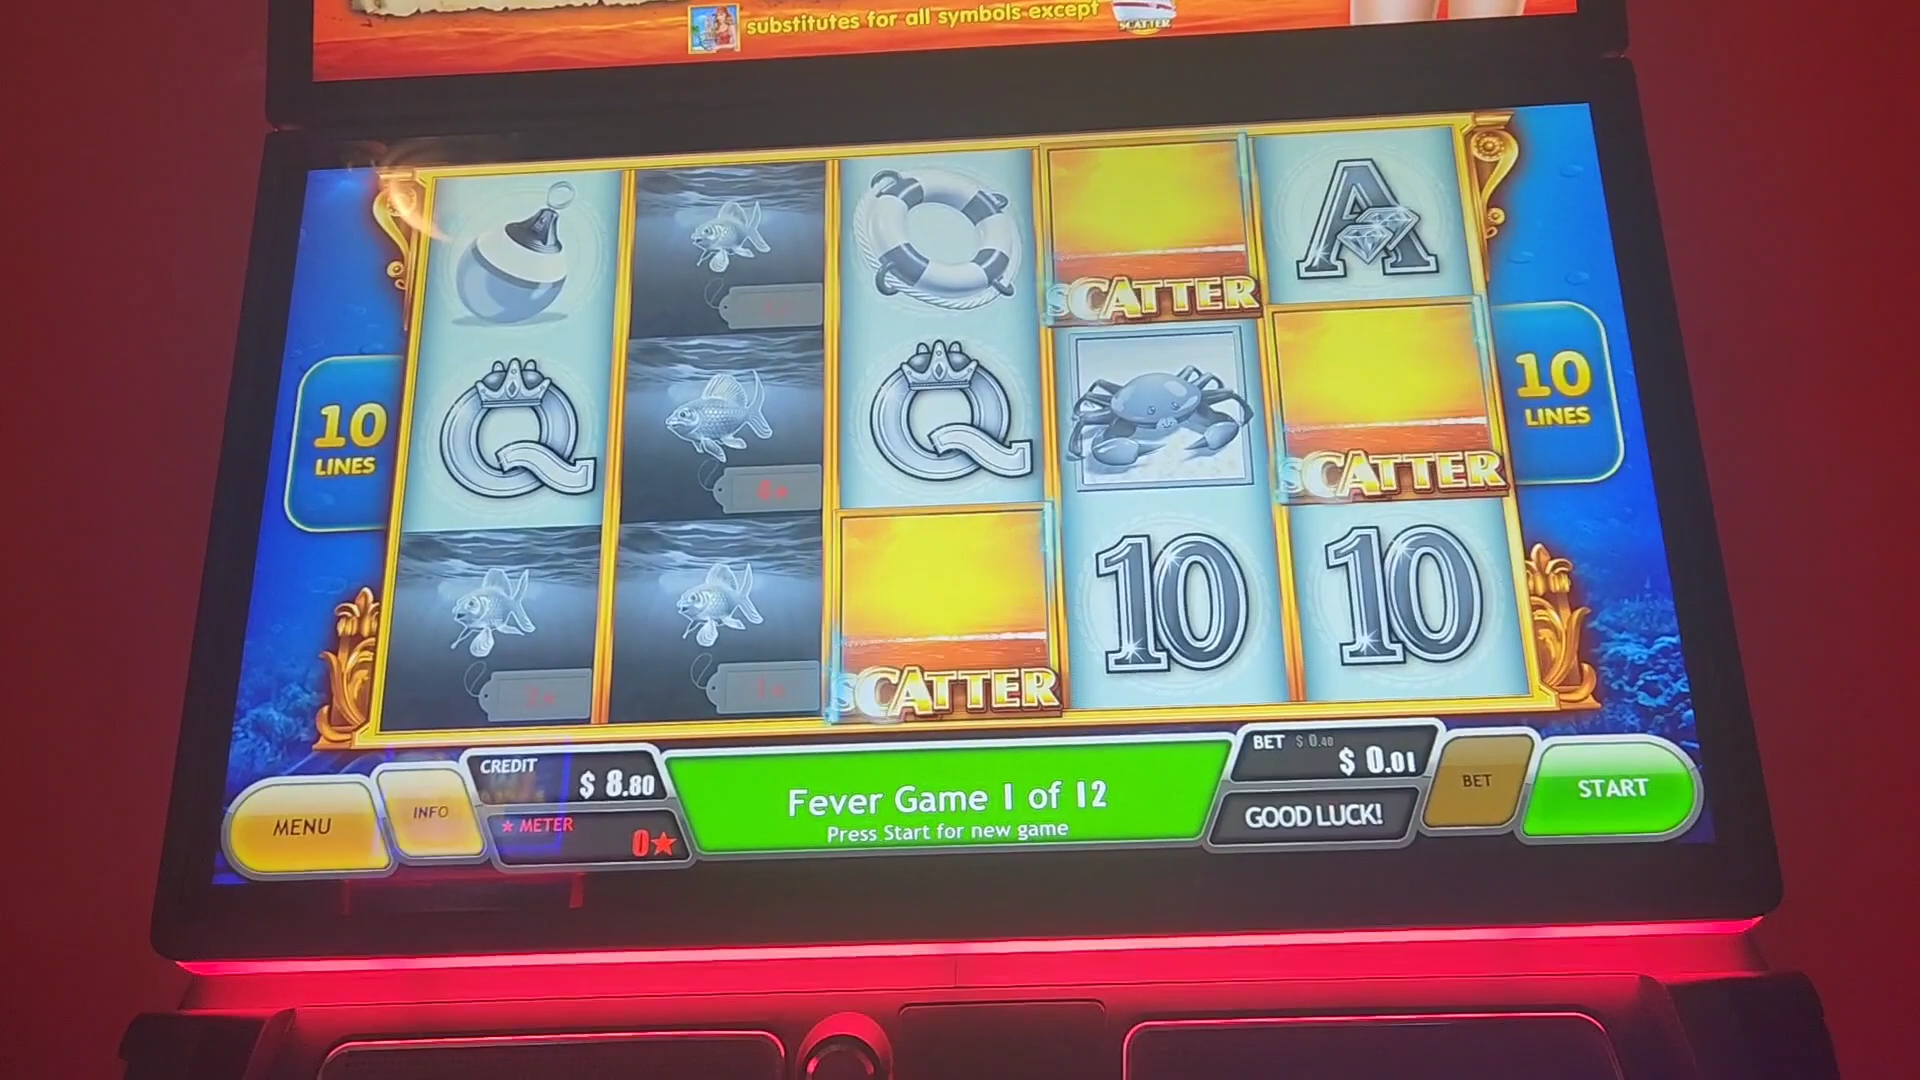 substitutes for all symbols except
SCATTER
SCATTER
A
10
LINES
Q
Q
SCATTER
10
LINES
SCATTER
10
10
CREDIT
$ 8.80
★ METER
0★
Fever Game 1 of 12
Press Start for new game
BET $ 0.40
$ 0.01
GOOD LUCK!
MENU
INFO
BET
START